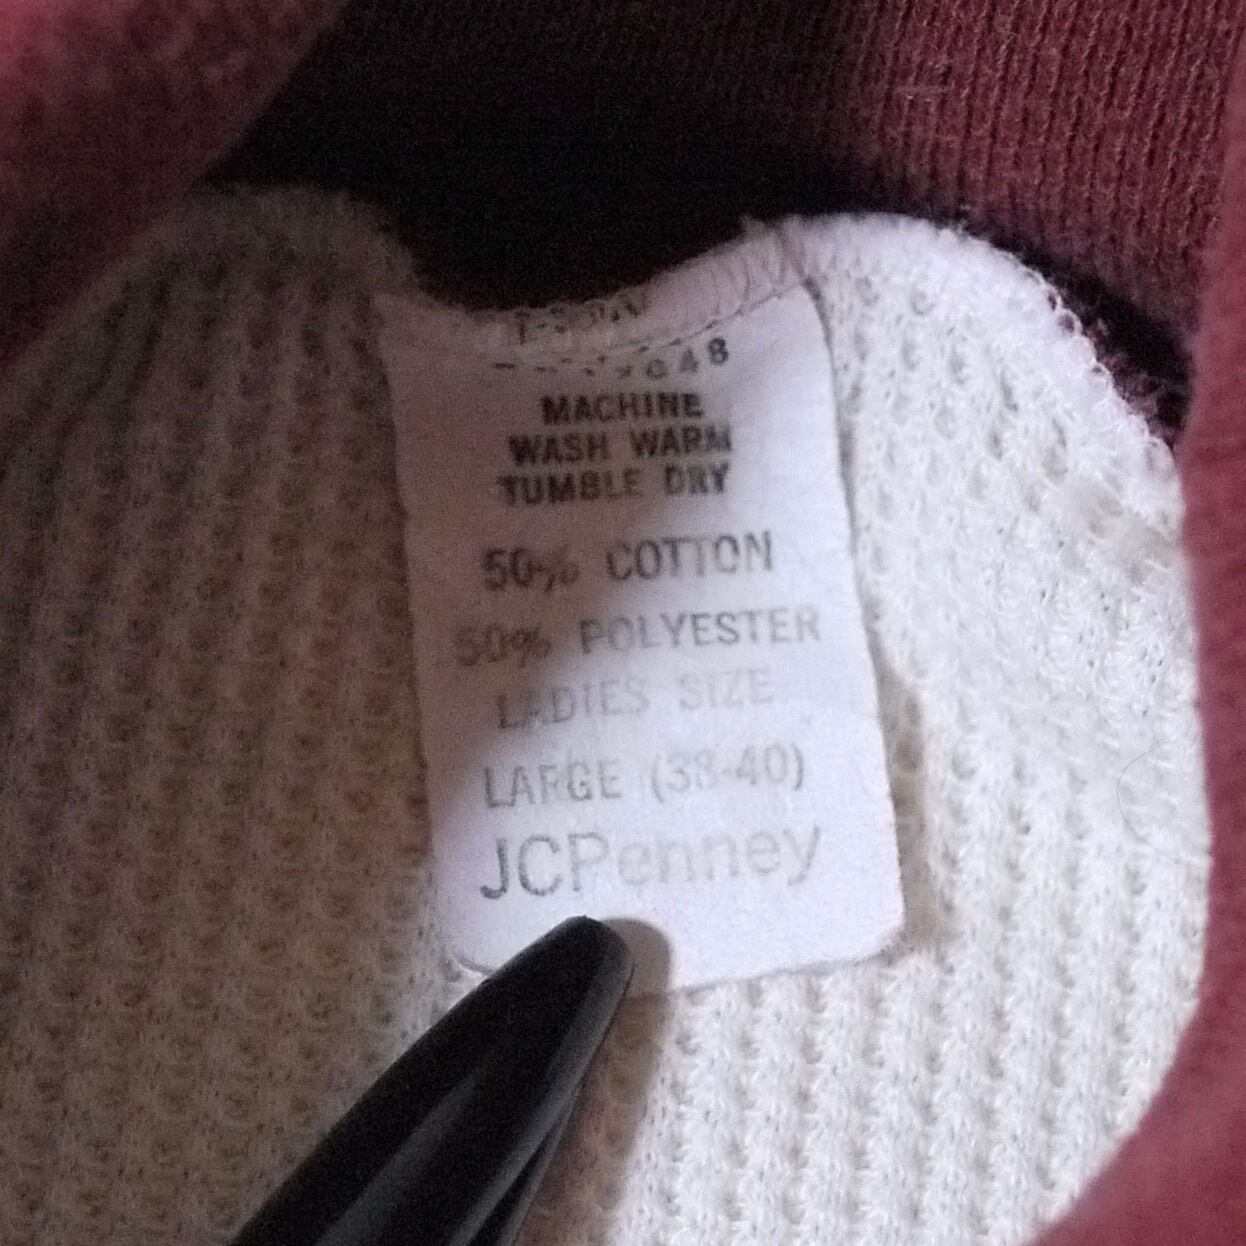 MACHINE
WASH WARM
TUMBLE DRY
50% COTTON
50% POLYESTER
LADIES SIZE
LARGE (38-40)
JCPenney